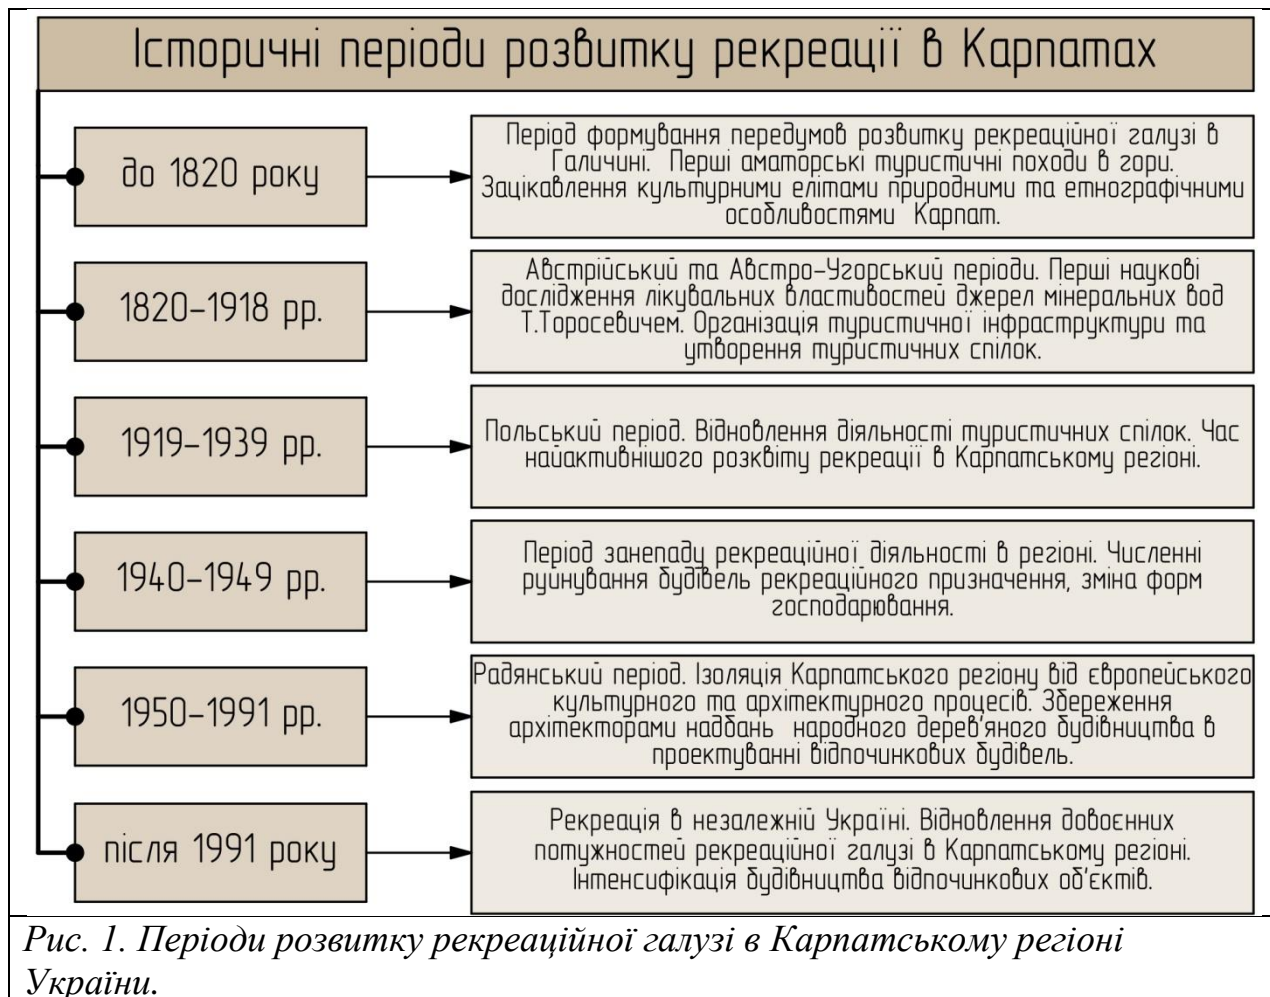 Історичні періоди розвитку рекреації в Карпатах
до 1820 року
Період формування передумов розвитку рекреаційної галузі в
Галичині. Перші аматорські туристичні походи в гори.
Зацікавлення культурними елітами природними та етнографічними
особливостями Карпат.
1820–1918 рр.
Австрійський та Австро-Угорський періоди. Перші наукові
дослідження лікувальних властивостей джерел мінеральних вод
Т.Торосевичем. Організація туристичної інфраструктури та
утворення туристичних спілок.
1919–1939 рр.
Польський період. Відновлення діяльності туристичних спілок. Час
найактивнішого розквіту рекреації в Карпатському регіоні.
1940–1949 рр.
Період занепаду рекреаційної діяльності в регіоні. Численні
руйнування будівель рекреаційного призначення, зміна форм
господарювання.
1950–1991 рр.
Радянський період. Ізоляція Карпатського регіону від європейського
культурного та архітектурного процесів. Збереження
архітекторами надбань народного дерев'яного будівництва в
проектуванні відпочинкових будівель.
після 1991 року
Рекреація в незалежній Україні. Відновлення довоєнних
потужностей рекреаційної галузі в Карпатському регіоні.
Інтенсифікація будівництва відпочинкових об'єктів.
Рис. 1. Періоди розвитку рекреаційної галузі в Карпатському регіоні
України.